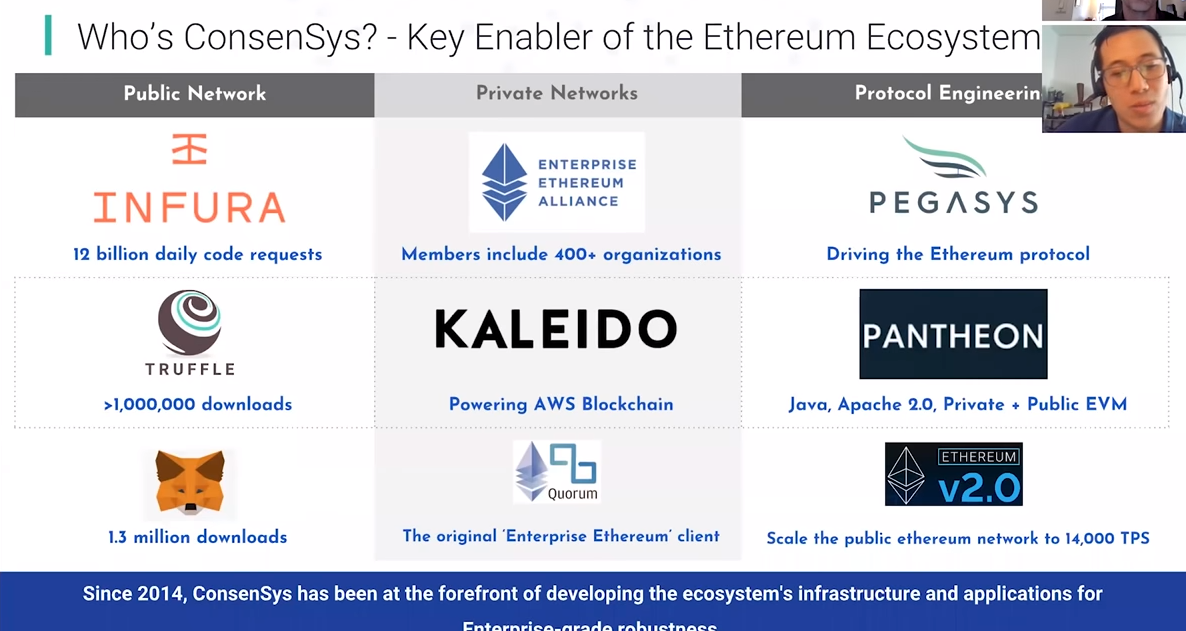 Who's ConsenSys? - Key Enabler of the Ethereum Ecosystem
Public Network
Private Networks
Protocol Engineerin
INFURA
12 billion daily code requests
ENTERPRISE
ETHEREUM
ALLIANCE
Members include 400+ organizations
PEGASYS
Driving the Ethereum protocol
TRUFFLE
>1,000,000 downloads
KALEIDO
Powering AWS Blockchain
PANTHEON
Java, Apache 2.0, Private + Public EVM
1.3 million downloads
Quorum
The original 'Enterprise Ethereum' client
ETHEREUM
v2.0
Scale the public ethereum network to 14,000 TPS
Since 2014, ConsenSys has been at the forefront of developing the ecosystem's infrastructure and applications for
Enterprise-grade robustness